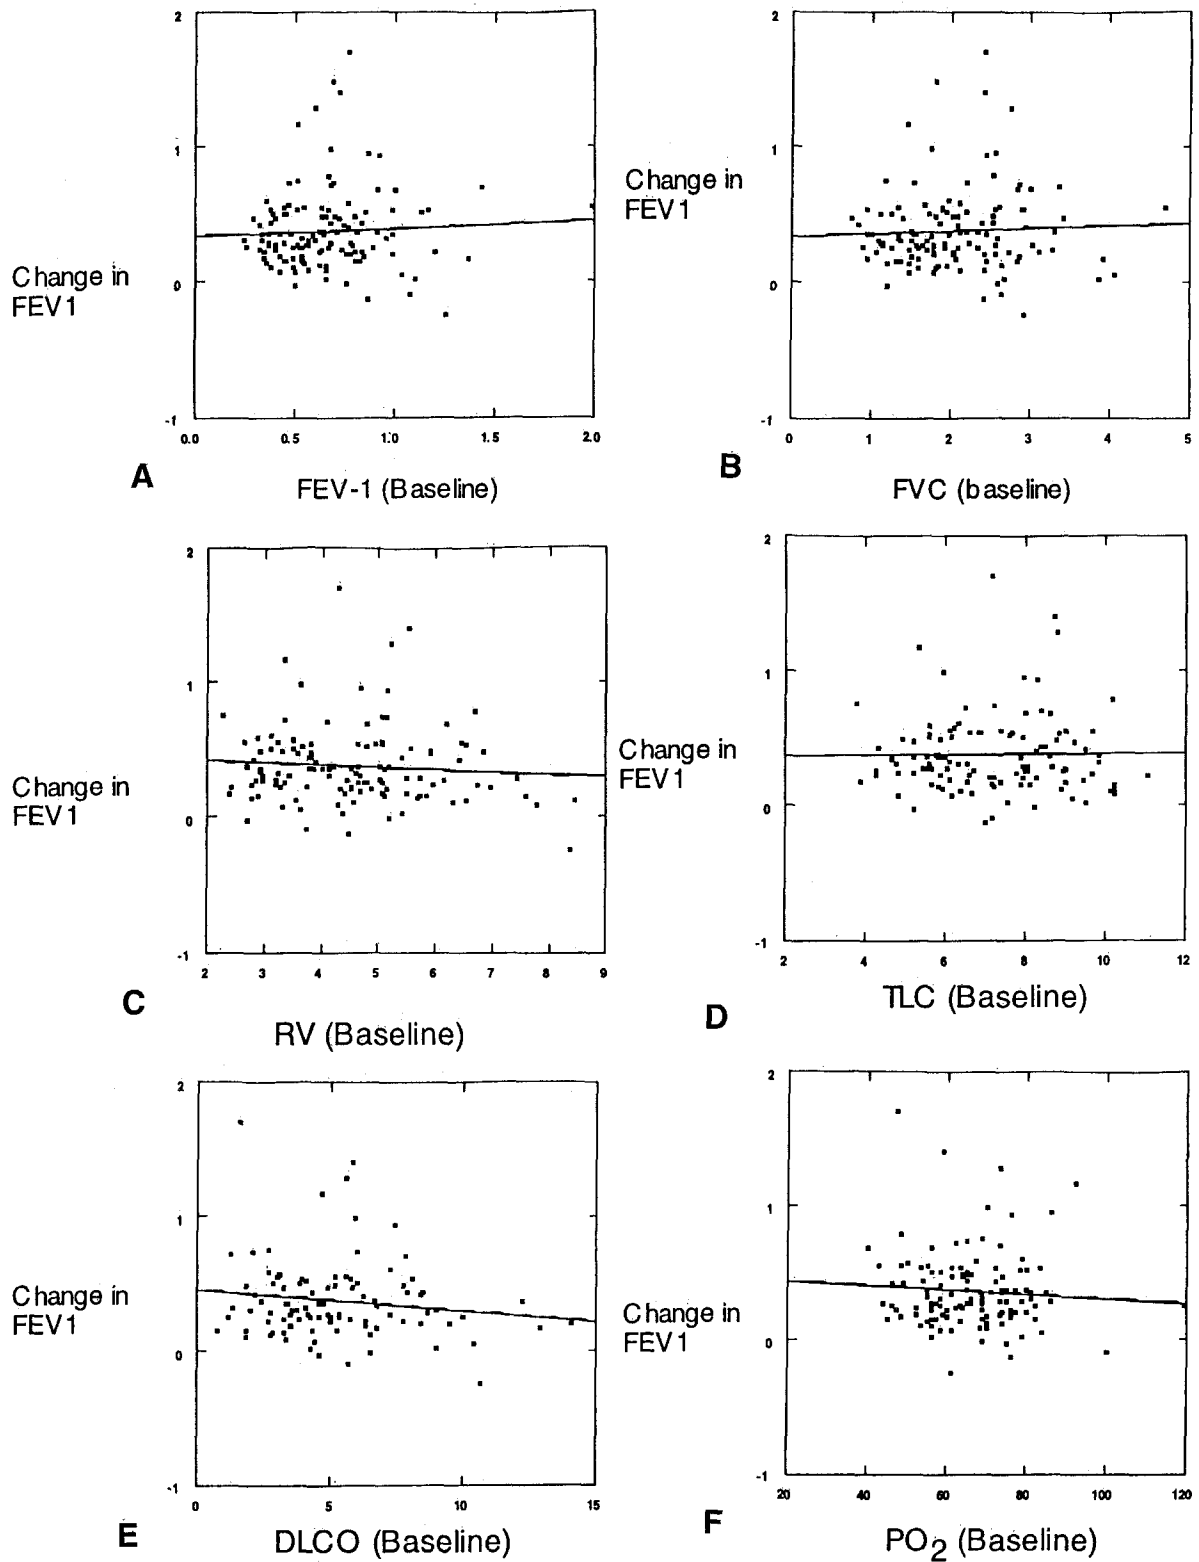 2
1
0
-1
Change in
FEV1
0.0 0.5 1.0 1.5 2.0
A
FEV-1 (Baseline)
2
1
0
-1
Change in
FEV1
0 1 2 3 4 5
B
FVC (baseline)
2
1
0
-1
Change in
FEV1
2 3 4 5 6 7 8 9
C
RV (Baseline)
2
1
0
-1
Change in
FEV1
2 4 6 8 10 12
D
TLC (Baseline)
2
1
0
-1
Change in
FEV1
0 5 10 15
E
DLCO (Baseline)
2
1
0
-1
Change in
FEV1
20 40 60 80 100 120
F
PO2 (Baseline)